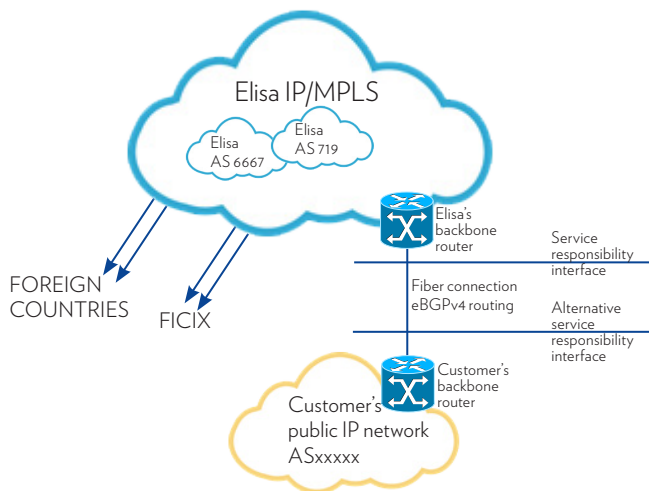 Elisa IP/MPLS
Elisa
AS 6667
Elisa
AS 719
Elisa's
backbone
router
Service
responsibility
interface
FOREIGN
COUNTRIES
FICIX
Fiber connection
eBGPv4 routing
Alternative
service
responsibility
interface
Customer's
backbone
router
Customer's
public IP network
ASxxxxx